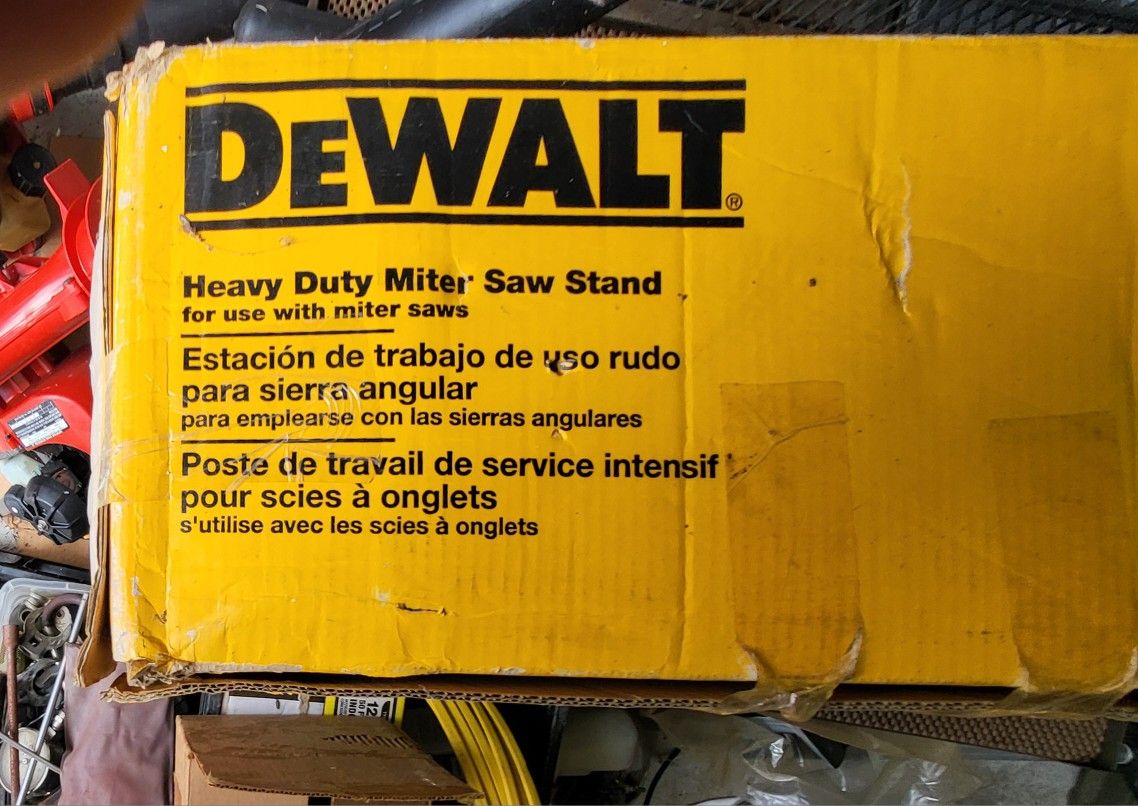 DEWALT®
Heavy Duty Miter Saw Stand
for use with miter saws
Estación de trabajo de uso rudo
para sierra angular
para emplearse con las sierras angulares
Poste de travail de service intensif
pour scies à onglets
s'utilise avec les scies à onglets